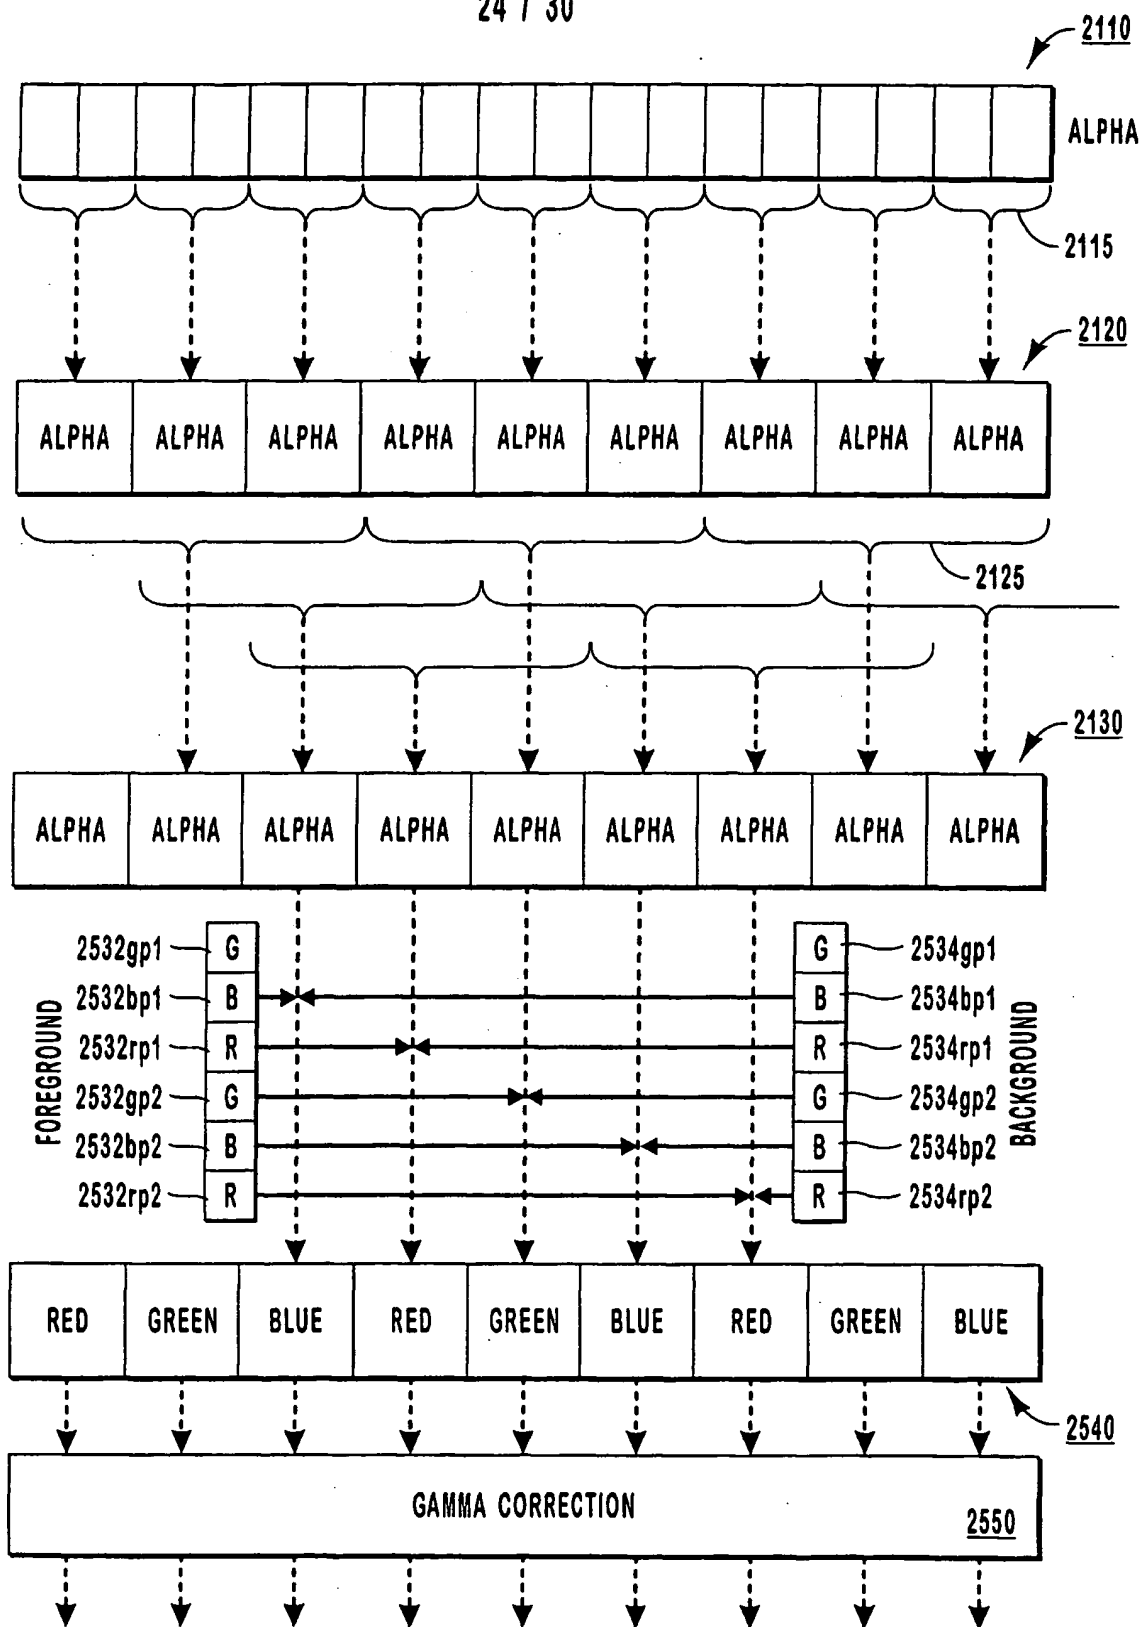 24 / 30
2110
ALPHA
2115
2120
ALPHA ALPHA ALPHA ALPHA ALPHA ALPHA ALPHA ALPHA ALPHA
2125
2130
ALPHA ALPHA ALPHA ALPHA ALPHA ALPHA ALPHA ALPHA ALPHA
FOREGROUND
2532gp1 G G 2534gp1
2532bp1 B B 2534bp1
2532rp1 R R 2534rp1
2532gp2 G G 2534gp2
2532bp2 B B 2534bp2
2532rp2 R R 2534rp2
BACKGROUND
RED GREEN BLUE RED GREEN BLUE RED GREEN BLUE
2540
GAMMA CORRECTION
2550